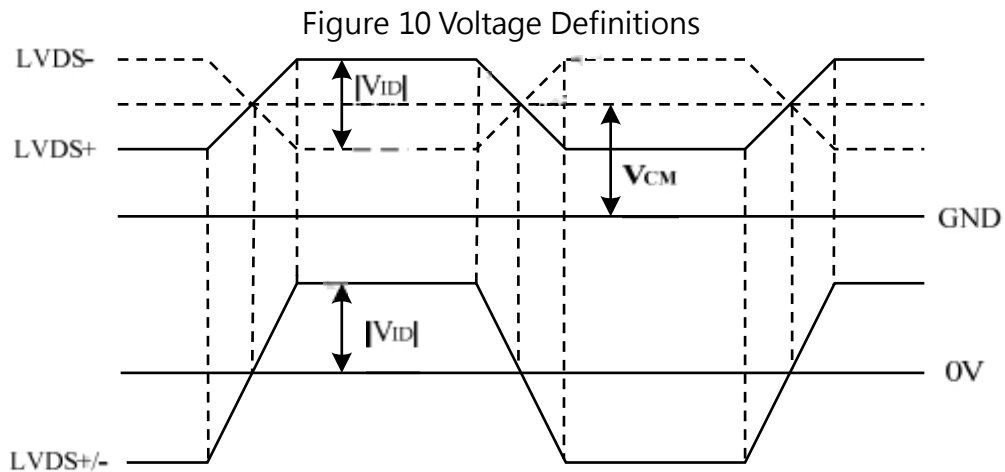 Figure 10 Voltage Definitions
LVDS-
|VID|
LVDS+
VCM
GND
|VID|
0V
LVDS+/-